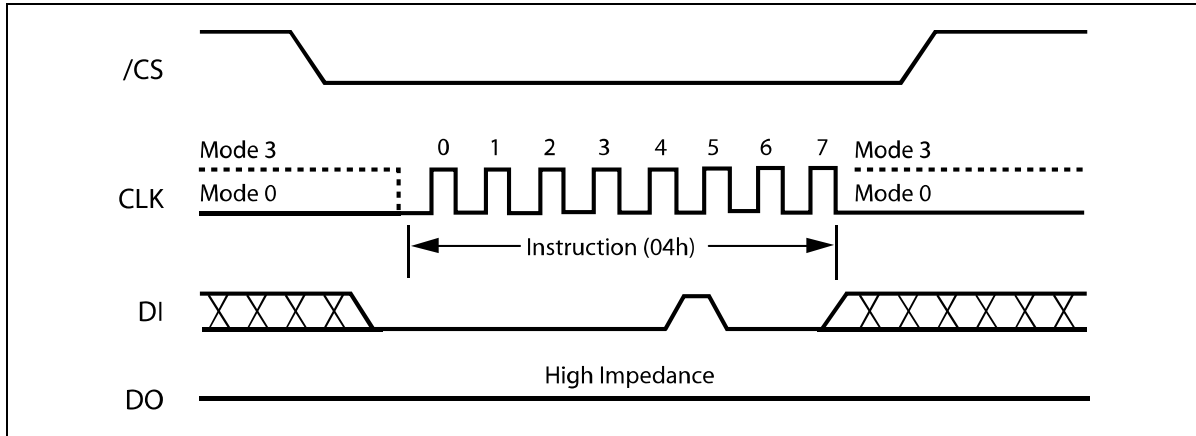 /CS
Mode 3
0 1 2 3 4 5 6 7
Mode 3
CLK
Mode 0
Mode 0
Instruction (04h)
DI
High Impedance
DO